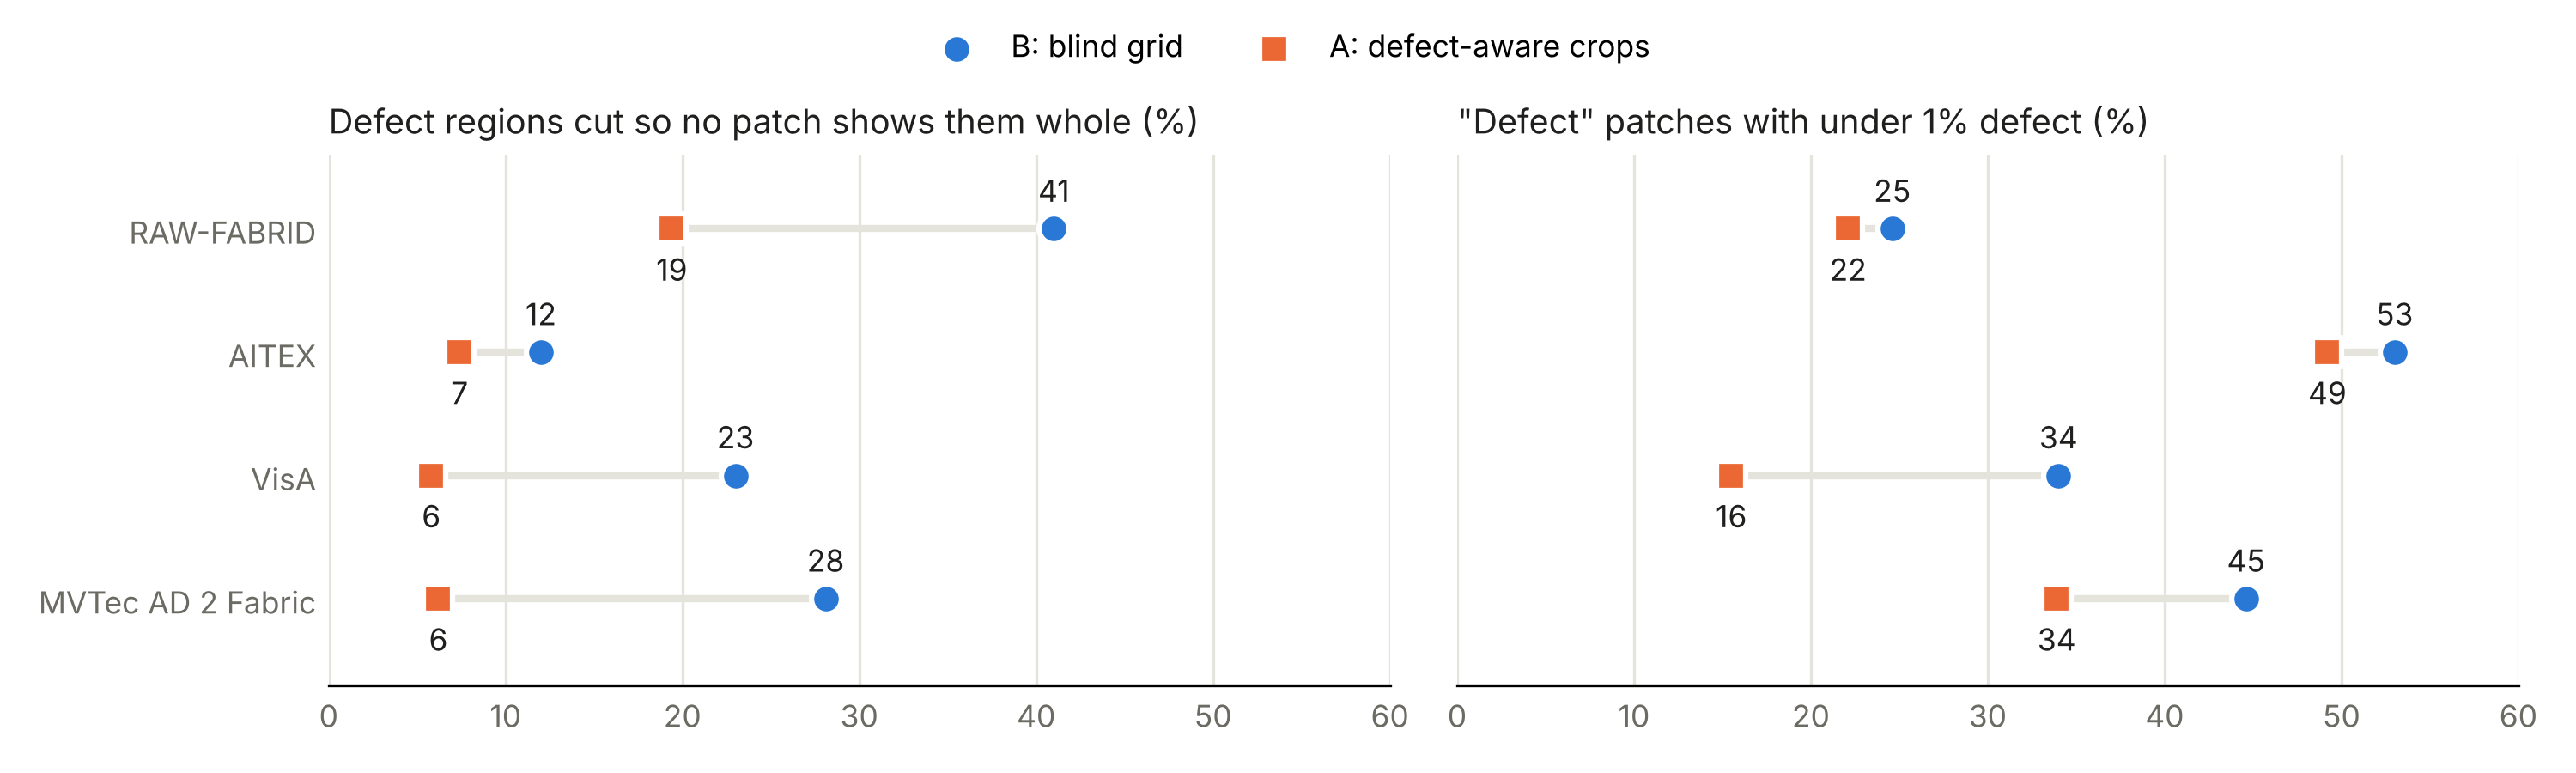 B: blind grid A: defect-aware crops
Defect regions cut so no patch shows them whole (%)
"Defect" patches with under 1% defect (%)
RAW-FABRID
41
19
25
22
AITEX
12
7
53
49
VisA
23
6
34
16
MVTec AD 2 Fabric
28
6
45
34
0 10 20 30 40 50 60
0 10 20 30 40 50 60